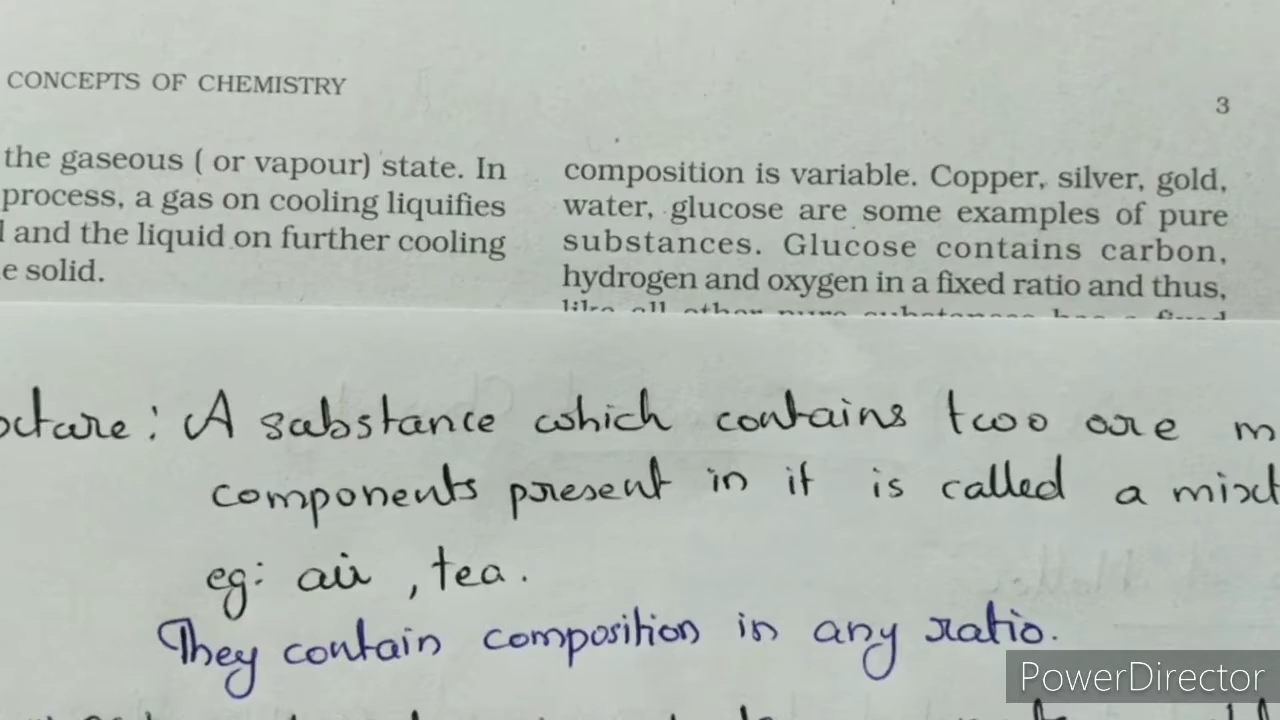 CONCEPTS OF CHEMISTRY
3
the gaseous ( or vapour) state. In
process, a gas on cooling liquifies
and the liquid on further cooling
solid.
composition is variable. Copper, silver, gold,
water, glucose are some examples of pure
substances. Glucose contains carbon,
hydrogen and oxygen in a fixed ratio and thus,
: A substance which contains two are
components present in it is called a
eg: air , tea.
They contain composition in any ratio.
PowerDirector